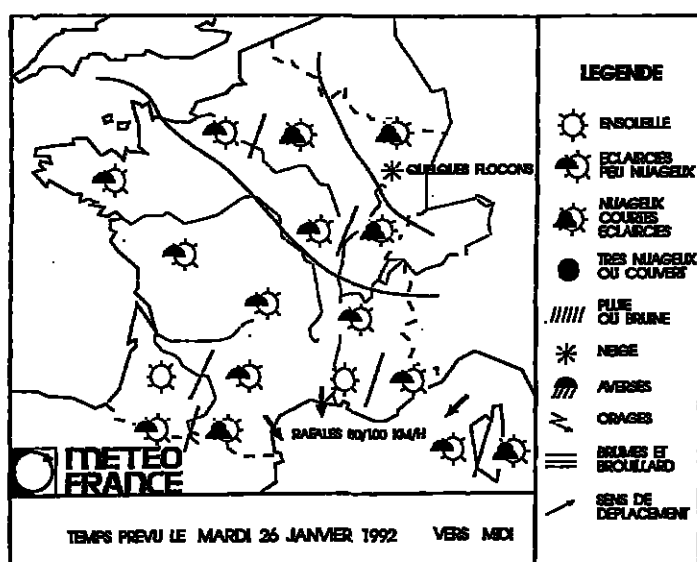 QUELQUES FLOCONS
RAFALES 80/100 KM/H
METEO
FRANCE
TEMPS PREVU LE MARDI 26 JANVIER 1992 VERS MIDI
LEGENDE
ENSOLEILLE
ECLAIRCIES
PEU NUAGEUX
NUAGEUX
COURTES
ECLAIRCIES
TRES NUAGEUX
OU COUVERT
PLUIE
OU BRUINE
NEIGE
AVERSES
ORAGES
BRUMES ET
BROUILLARD
SENS DE
DEPLACEMENT